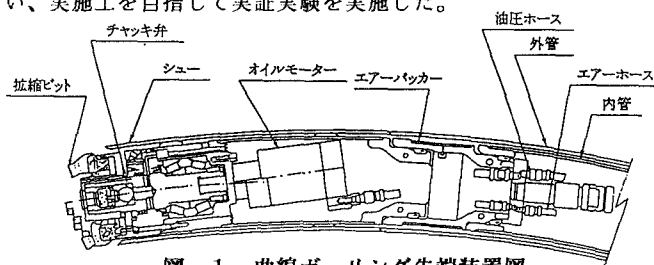 い、実施工を目指して実証実験を実施した。
油圧ホース
チャッキ弁
外管
シュー
オイルモーター
エアーパッカー
エアーホース
拡縮ビット
内管
図－1 曲線ボーリング先端装置図